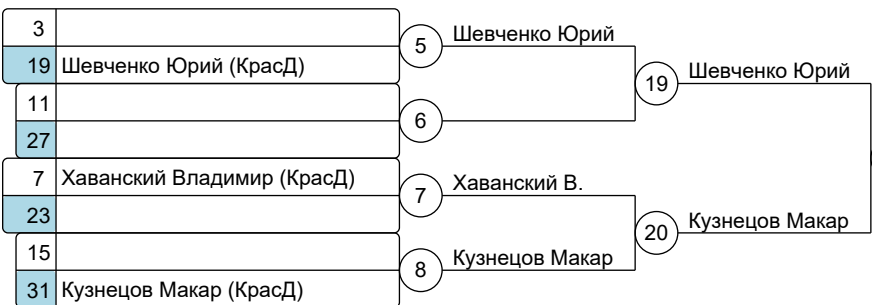 3
5
Шевченко Юрий
19 Шевченко Юрий (КрасД)
19
Шевченко Юрий
11
6
27
7 Хаванский Владимир (КрасД)
7
Хаванский В.
23
20
Кузнецов Макар
15
8
Кузнецов Макар
31 Кузнецов Макар (КрасД)